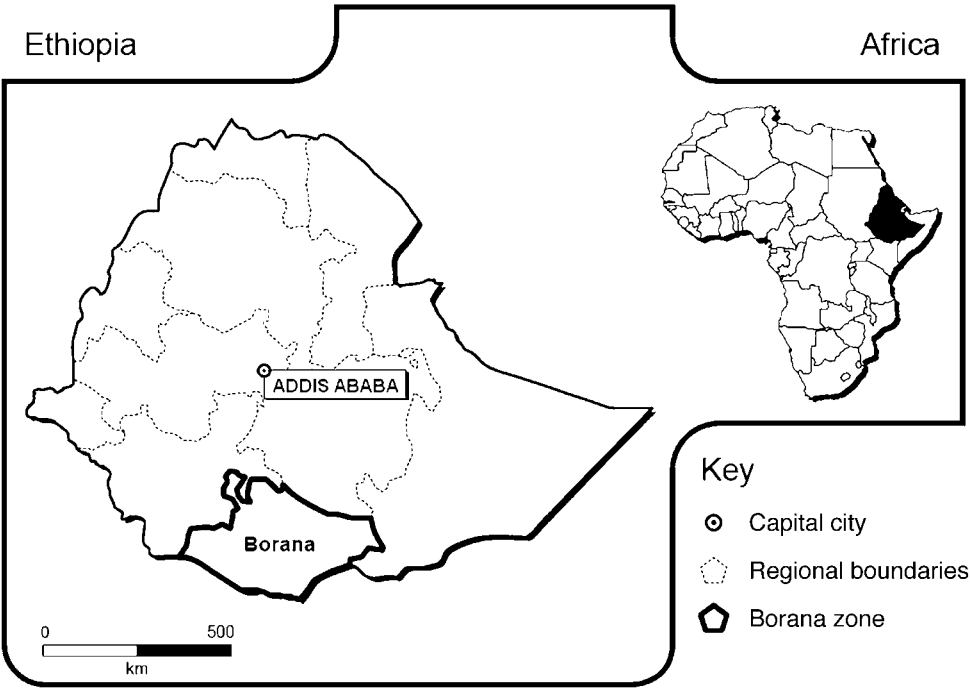 Ethiopia
Africa
ADDIS ABABA
Borana
0 500
km
Key
Capital city
Regional boundaries
Borana zone